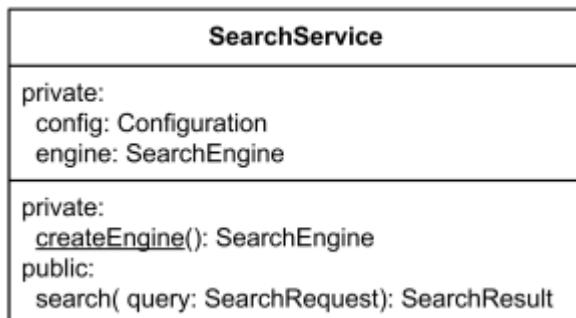 SearchService
private:
config: Configuration
engine: SearchEngine
private:
createEngine(): SearchEngine
public:
search( query: SearchRequest): SearchResult